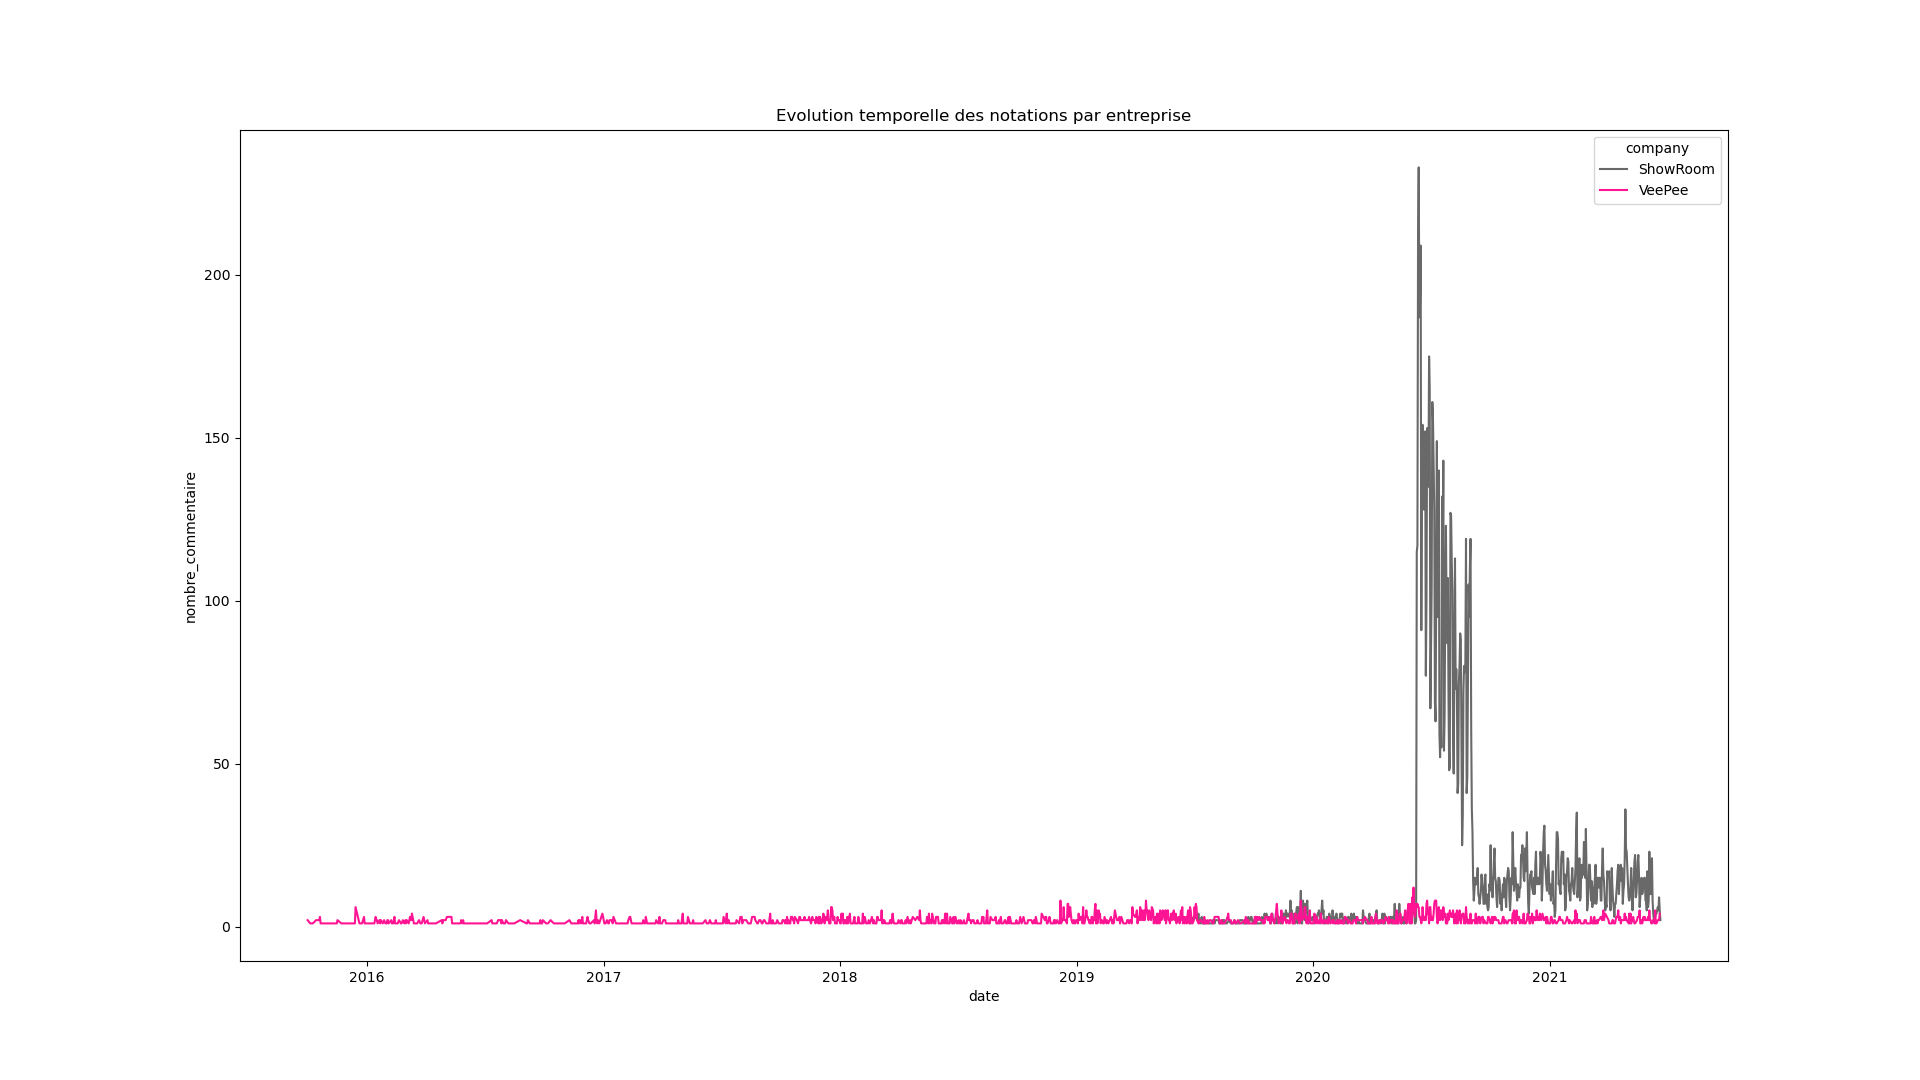 Evolution temporelle des notations par entreprise
company
ShowRoom
VeePee
nombre_commentaire
200
150
100
50
0
2016 2017 2018 2019 2020 2021
date